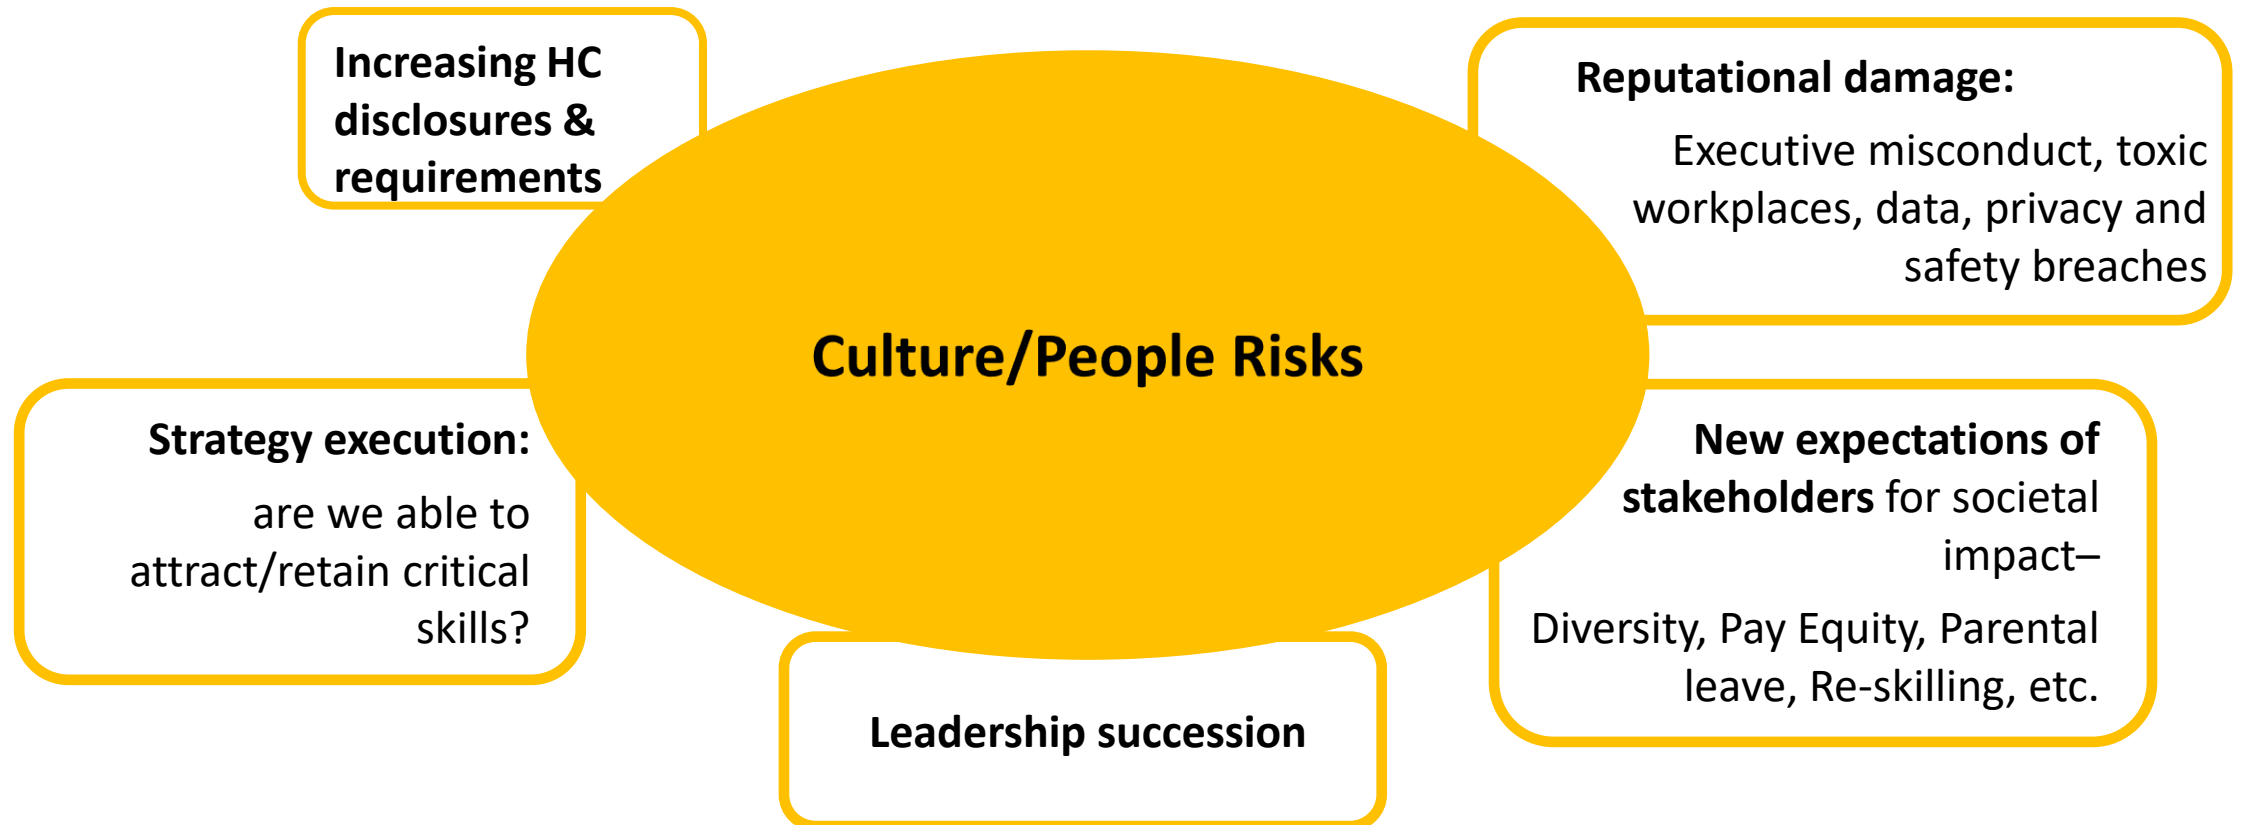 Increasing HC
disclosures &
requirements
Reputational damage:
Executive misconduct, toxic
workplaces, data, privacy and
safety breaches
Culture/People Risks
Strategy execution:
are we able to
attract/retain critical
skills?
New expectations of
stakeholders for societal
impact–
Diversity, Pay Equity, Parental
leave, Re-skilling, etc.
Leadership succession